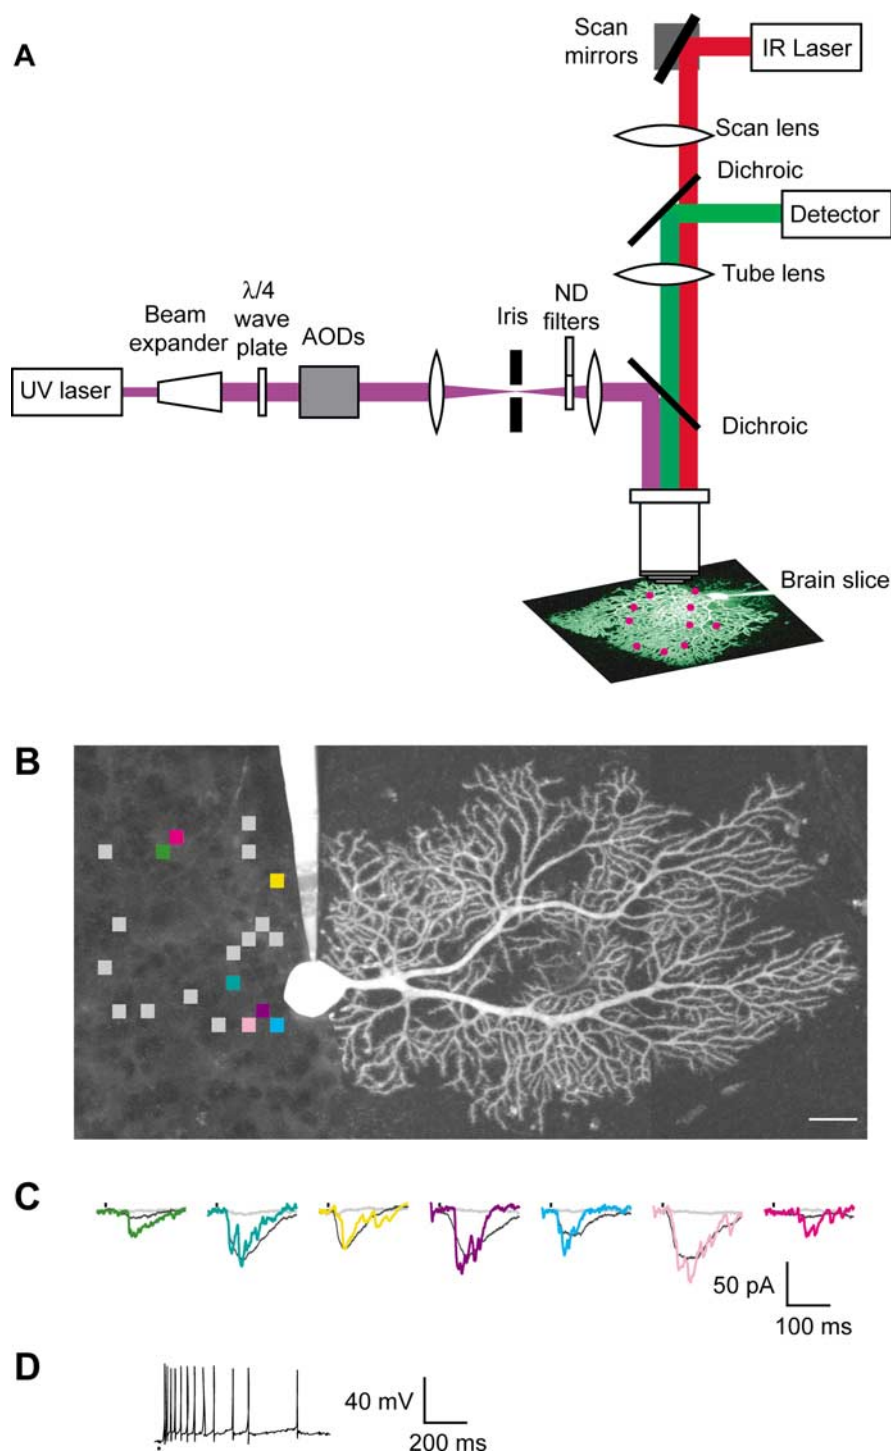 A
Scan
mirrors
IR Laser
Scan lens
Dichroic
Detector
Tube lens
λ/4
wave
plate
Beam
expander
AODs
Iris
ND
filters
UV laser
Dichroic
Brain slice
B
C
50 pA
100 ms
D
40 mV
200 ms